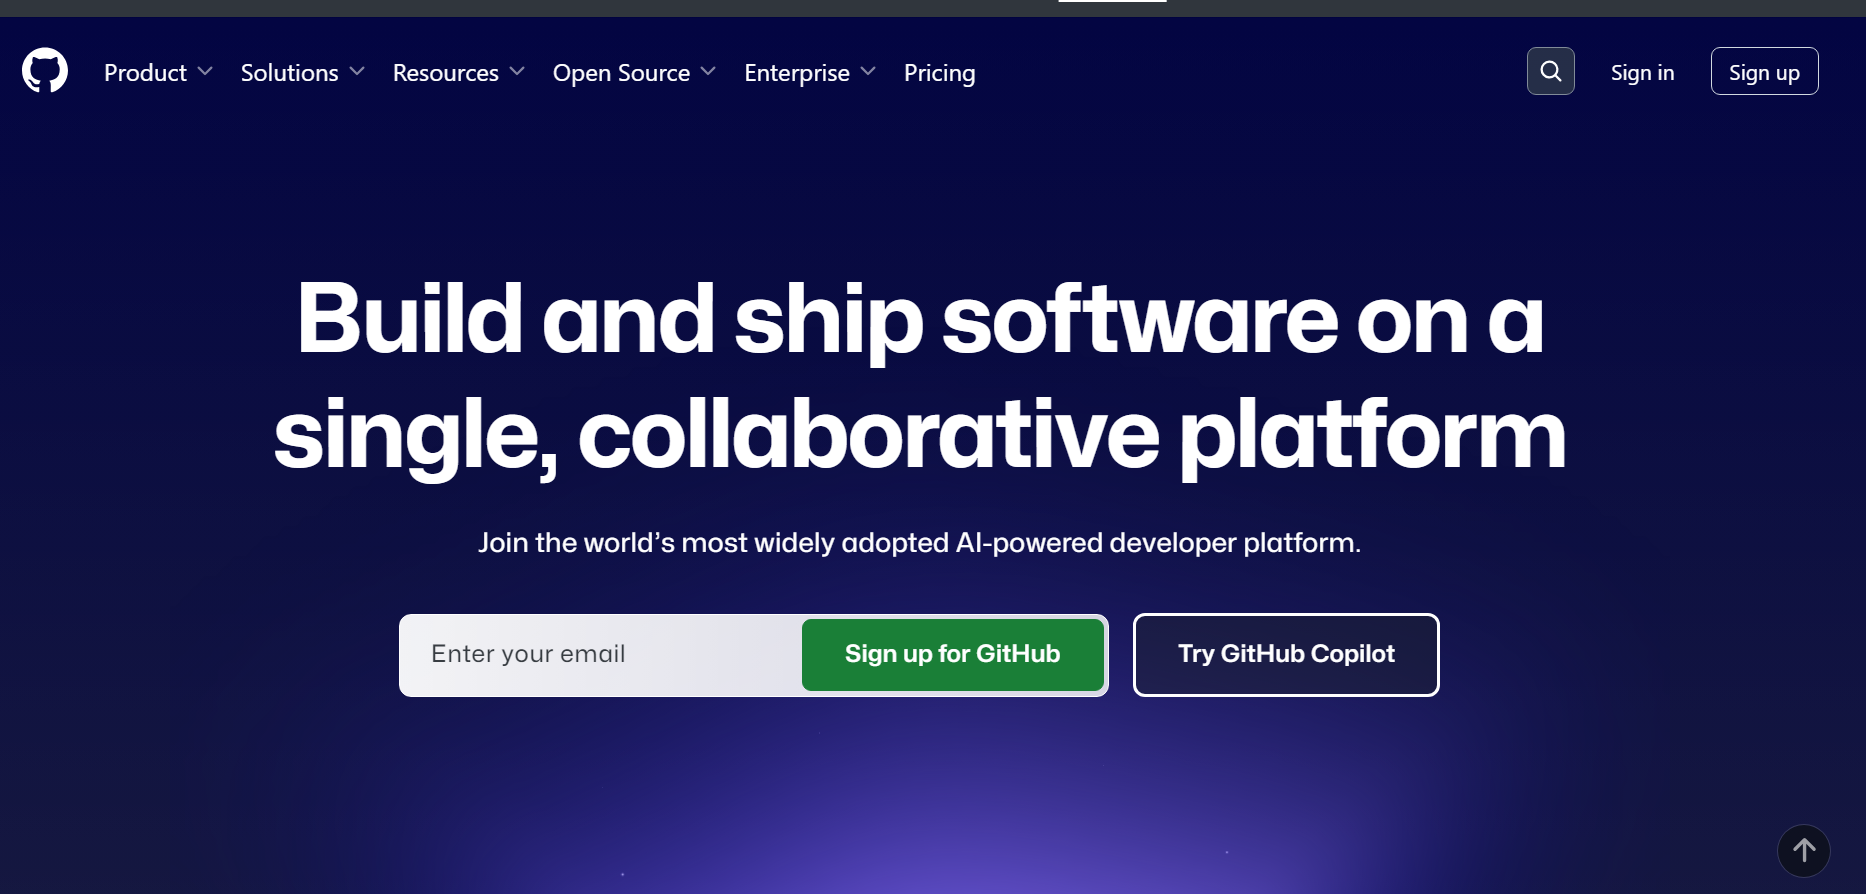 Product Solutions Resources Open Source Enterprise Pricing Sign in Sign up
Build and ship software on a
single, collaborative platform
Join the world’s most widely adopted AI-powered developer platform.
Enter your email Sign up for GitHub Try GitHub Copilot